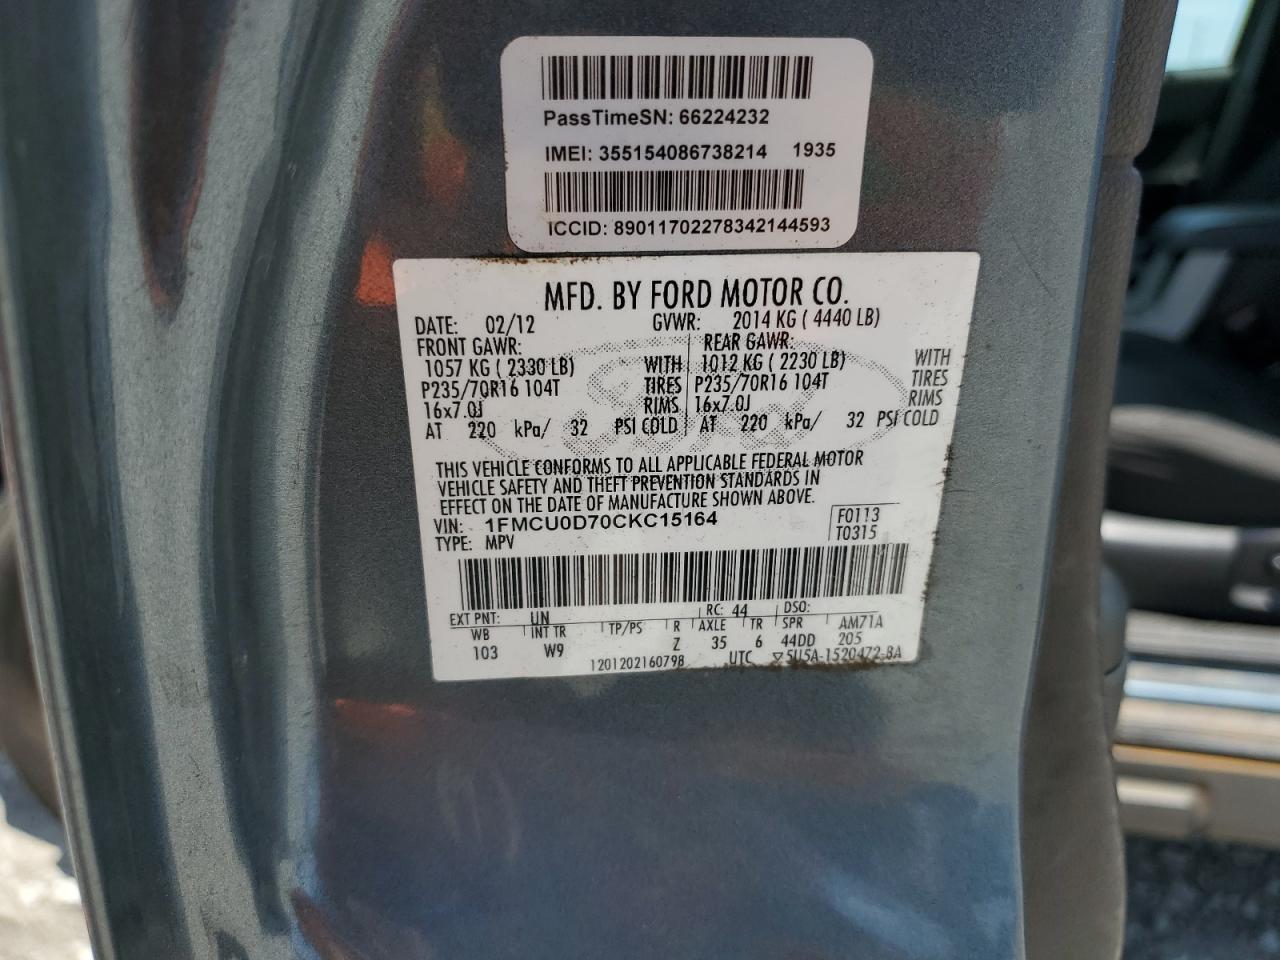 PassTimeSN: 66224232
IMEI: 355154086738214 1935
ICCID: 89011702278342144593
MFD. BY FORD MOTOR CO.
DATE: 02/12 GVWR: 2014 KG ( 4440 LB)
FRONT GAWR: REAR GAWR:
1057 KG ( 2330 LB) WITH 1012 KG ( 2230 LB) WITH
P235/70R16 104T TIRES P235/70R16 104T TIRES
16x7.0J RIMS 16x7.0J RIMS
AT 220 kPa/ 32 PSI COLD AT 220 kPa/ 32 PSI COLD
THIS VEHICLE CONFORMS TO ALL APPLICABLE FEDERAL MOTOR
VEHICLE SAFETY AND THEFT PREVENTION STANDARDS IN
EFFECT ON THE DATE OF MANUFACTURE SHOWN ABOVE.
VIN: 1FMCU0D70CKC15164 F0113
TYPE: MPV T0315
EXT PNT: UN RC: 44 DSO:
WB INT TR TP/PS R AXLE TR SPR AM71A
103 W9 Z 35 6 44DD 205
1201202160798 UTC ▽5U5A-1520472-BA